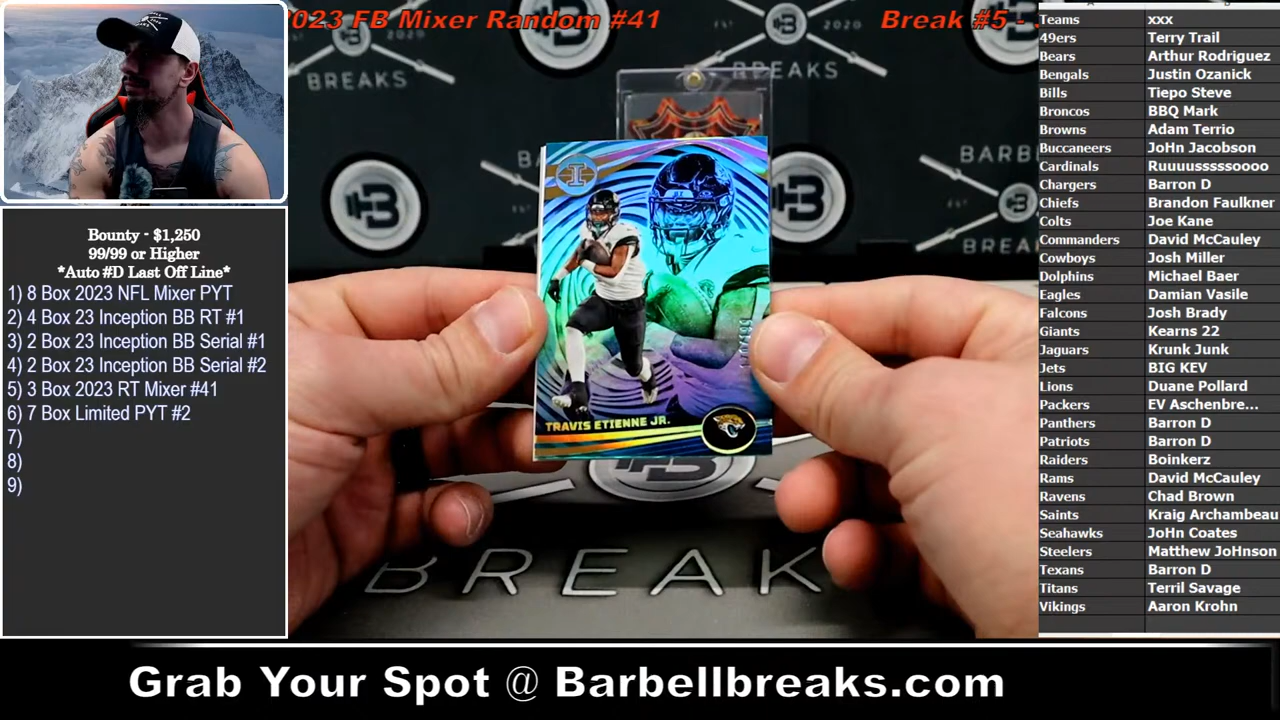 2023 FB Mixer Random #41
Break #5 -
BREAKS
BREAKS
Bounty - $1,250
99/99 or Higher
*Auto #D Last Off Line*
1) 8 Box 2023 NFL Mixer PYT
2) 4 Box 23 Inception BB RT #1
3) 2 Box 23 Inception BB Serial #1
4) 2 Box 23 Inception BB Serial #2
5) 3 Box 2023 RT Mixer #41
6) 7 Box Limited PYT #2
7)
8)
9)
TRAVIS ETIENNE JR.
BREAK
Teams xxx
49ers Terry Trail
Bears Arthur Rodriguez
Bengals Justin Ozanick
Bills Tiepo Steve
Broncos BBQ Mark
Browns Adam Terrio
Buccaneers JoHn Jacobson
Cardinals Ruuuusssssoooo
Chargers Barron D
Chiefs Brandon Faulkner
Colts Joe Kane
Commanders David McCauley
Cowboys Josh Miller
Dolphins Michael Baer
Eagles Damian Vasile
Falcons Josh Brady
Giants Kearns 22
Jaguars Krunk Junk
Jets BIG KEV
Lions Duane Pollard
Packers EV Aschenbre...
Panthers Barron D
Patriots Barron D
Raiders Boinkerz
Rams David McCauley
Ravens Chad Brown
Saints Kraig Archambeau
Seahawks JoHn Coates
Steelers Matthew JoHnson
Texans Barron D
Titans Terril Savage
Vikings Aaron Krohn
Grab Your Spot @ Barbellbreaks.com